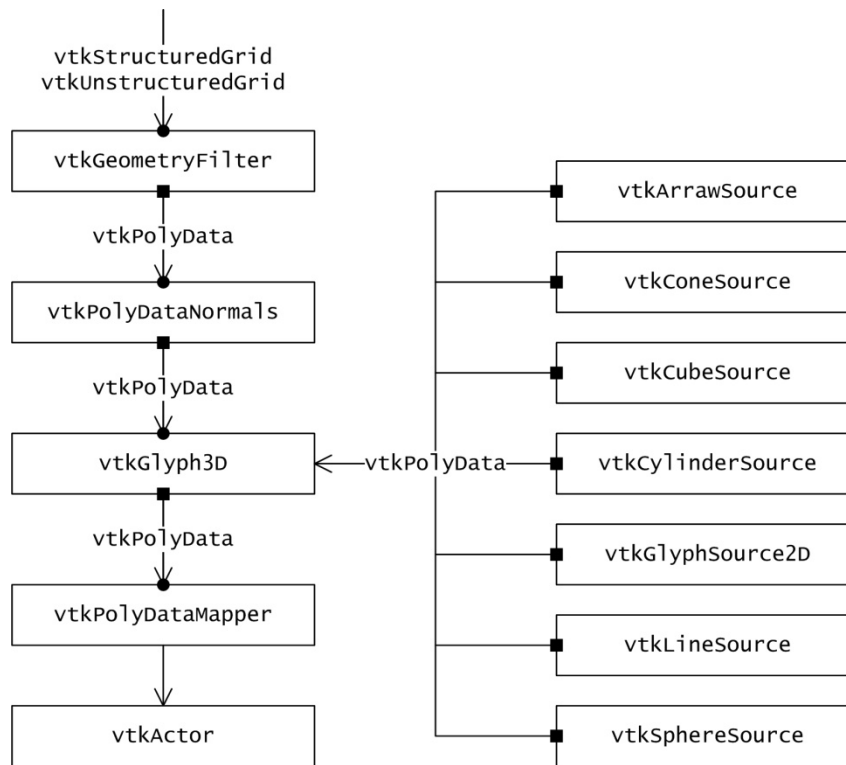 vtkStructuredGrid
vtkUnstructuredGrid
vtkGeometryFilter
vtkPolyData
vtkPolyDataNormals
vtkPolyData
vtkGlyph3D
vtkPolyData
vtkPolyDataMapper
vtkActor
vtkPolyData
vtkArrawSource
vtkConeSource
vtkCubeSource
vtkCylinderSource
vtkGlyphSource2D
vtkLineSource
vtkSphereSource